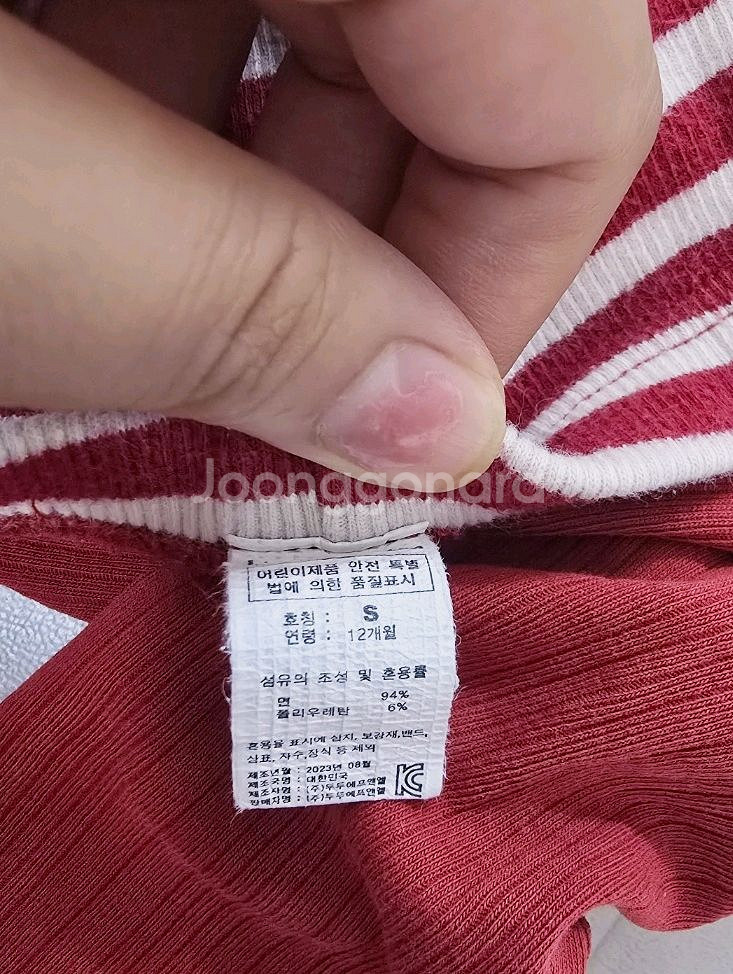 Joonggonara
어린이제품 안전 특별
법에 의한 품질표시
호칭 : S
연령 : 12개월
섬유의 조성 및 혼용률
면 94%
폴리우레탄 6%
혼용율 표시에 심지, 보강재,밴드,
상표, 자수,장식 등 제외
제조년월 : 2023년 08월
제조국명 : 대한민국
제조자명 : (주)두두에프앤엘
판매자명 : (주)두두에프앤엘